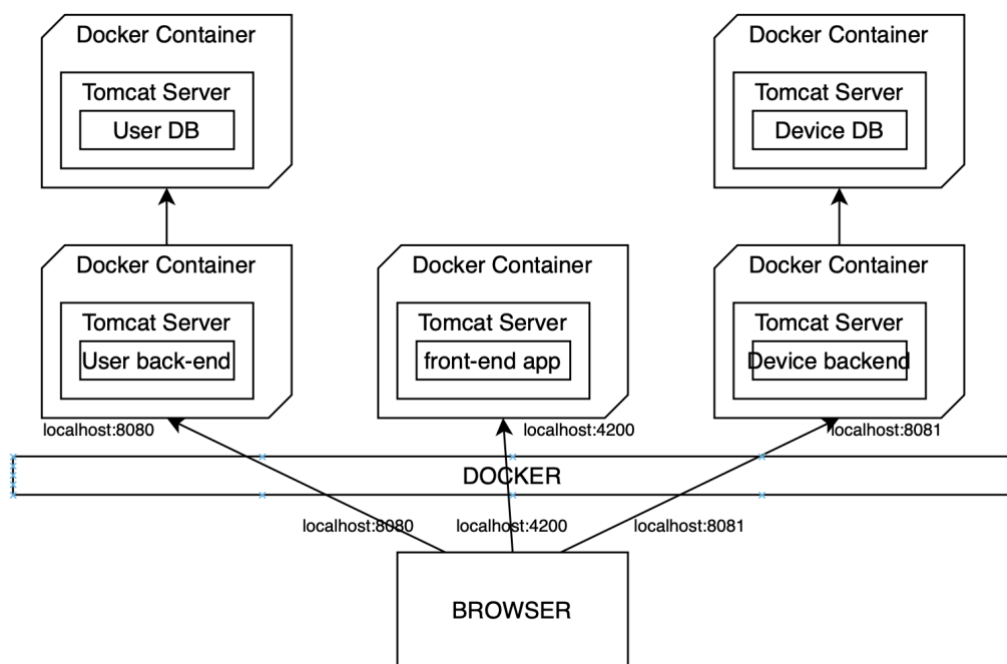 Docker Container
Tomcat Server
User DB
Docker Container
Tomcat Server
Device DB
Docker Container
Tomcat Server
User back-end
Docker Container
Tomcat Server
front-end app
Docker Container
Tomcat Server
Device backend
localhost:8080
localhost:4200
localhost:8081
DOCKER
localhost:8080
localhost:4200
localhost:8081
BROWSER